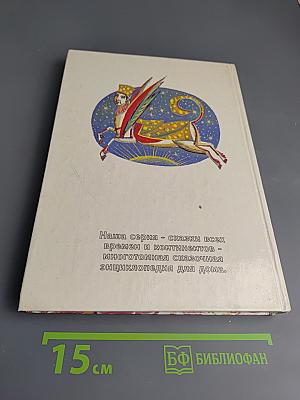 Наша серия - сказки всех
времен и континентов -
многотомная сказочная
энциклопедия для дома.
15 см
БФ БИБЛИОФАН